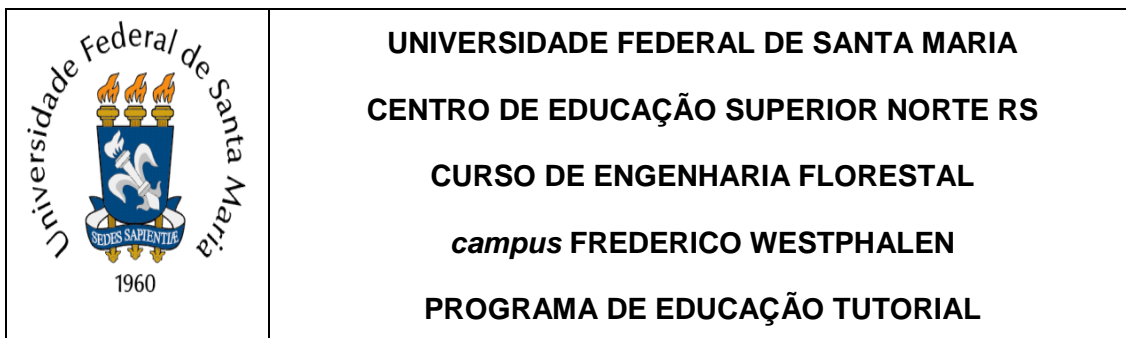 Universidade Federal de Santa Maria
SEDES SAPIENTIÆ
1960
UNIVERSIDADE FEDERAL DE SANTA MARIA
CENTRO DE EDUCAÇÃO SUPERIOR NORTE RS
CURSO DE ENGENHARIA FLORESTAL
campus FREDERICO WESTPHALEN
PROGRAMA DE EDUCAÇÃO TUTORIAL